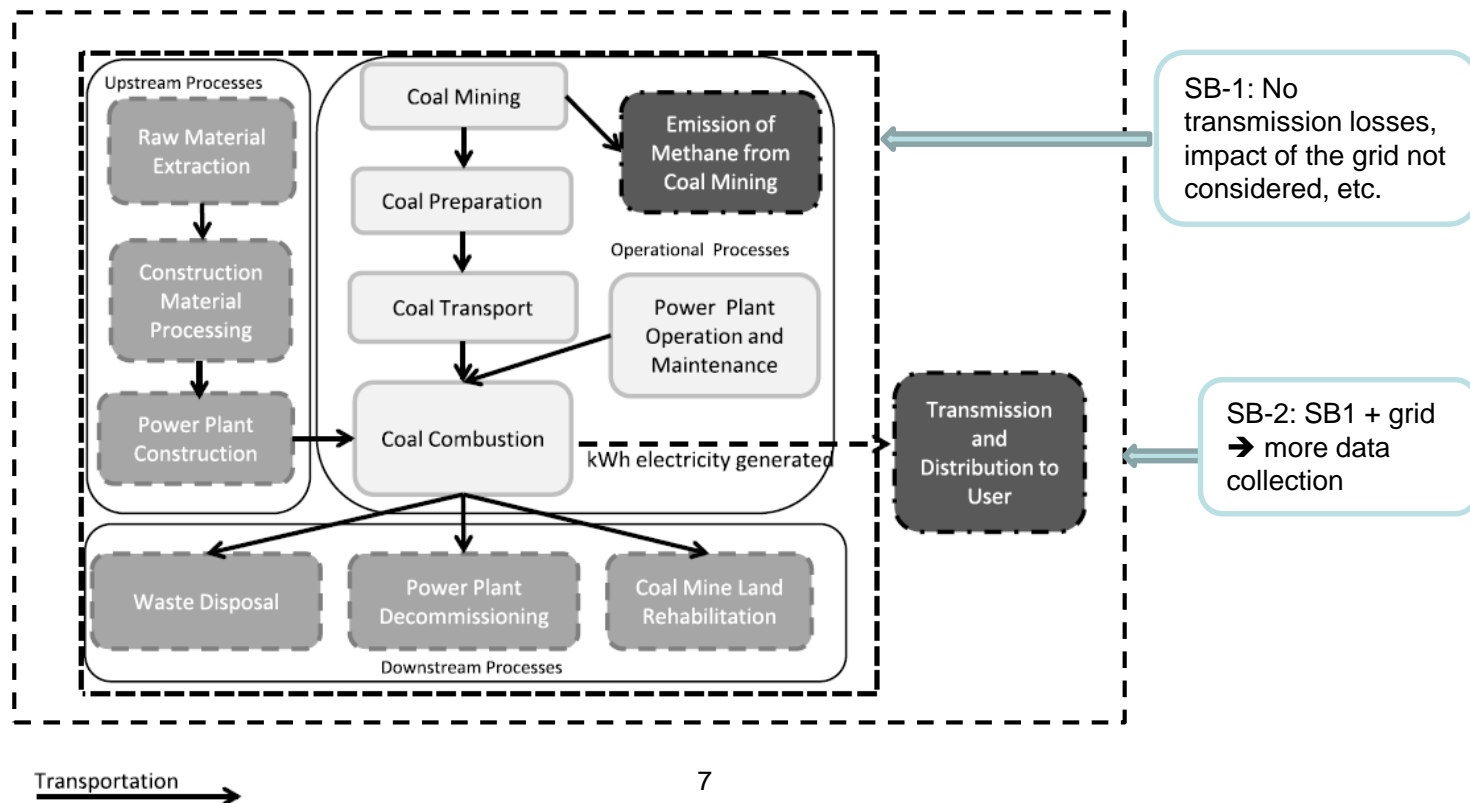 Upstream Processes
Raw Material
Extraction
Construction
Material
Processing
Power Plant
Construction
Coal Mining
Coal Preparation
Coal Transport
Coal Combustion
Emission of
Methane from
Coal Mining
Operational Processes
Power Plant
Operation and
Maintenance
kWh electricity generated
Transmission
and
Distribution to
User
Waste Disposal
Power Plant
Decommissioning
Coal Mine Land
Rehabilitation
Downstream Processes
SB-1: No
transmission losses,
impact of the grid not
considered, etc.
SB-2: SB1 + grid
➔ more data
collection
Transportation
7